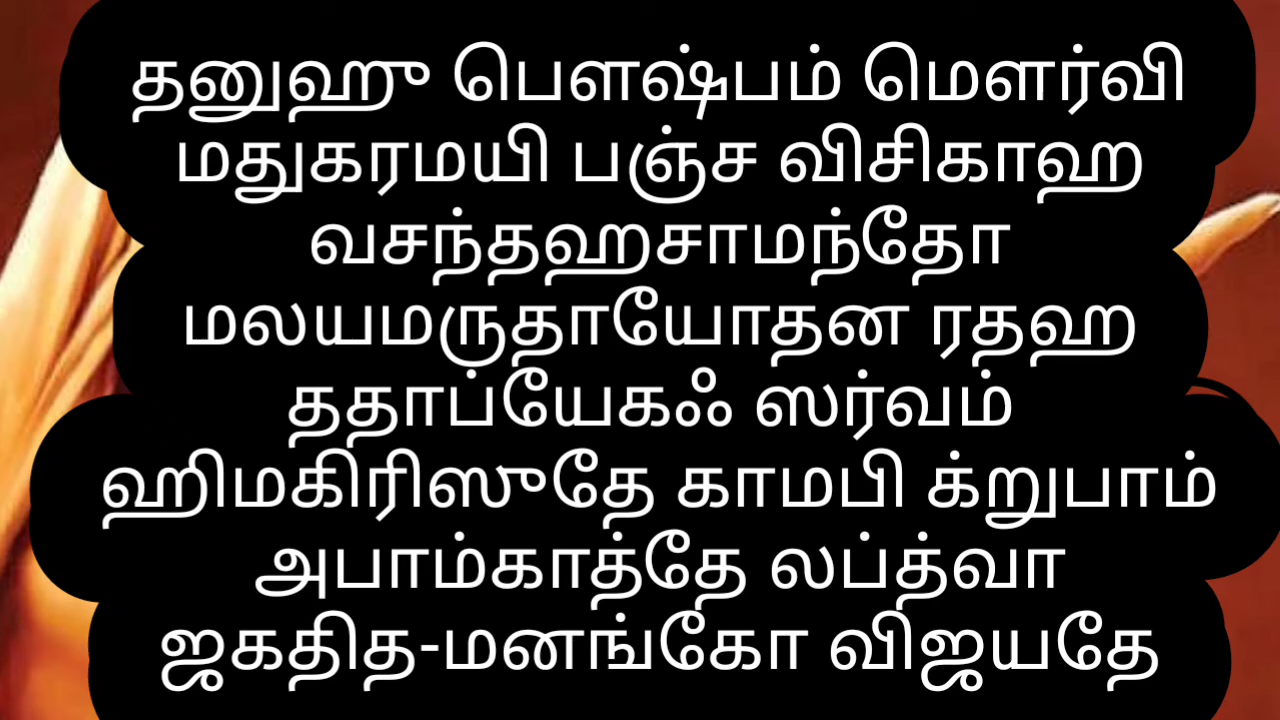 தனுஹு பௌஷ்பம் மௌர்வி
மதுகரமயி பஞ்ச விசிகாஹ
வசந்தஹசாமந்தோ
மலயமருதாயோதன ரதஹ
ததாப்யேகஃ ஸர்வம்
ஹிமகிரிஸுதே காமபி க்றுபாம்
அபாம்காத்தே லப்த்வா
ஜகதித-மனங்கோ விஜயதே